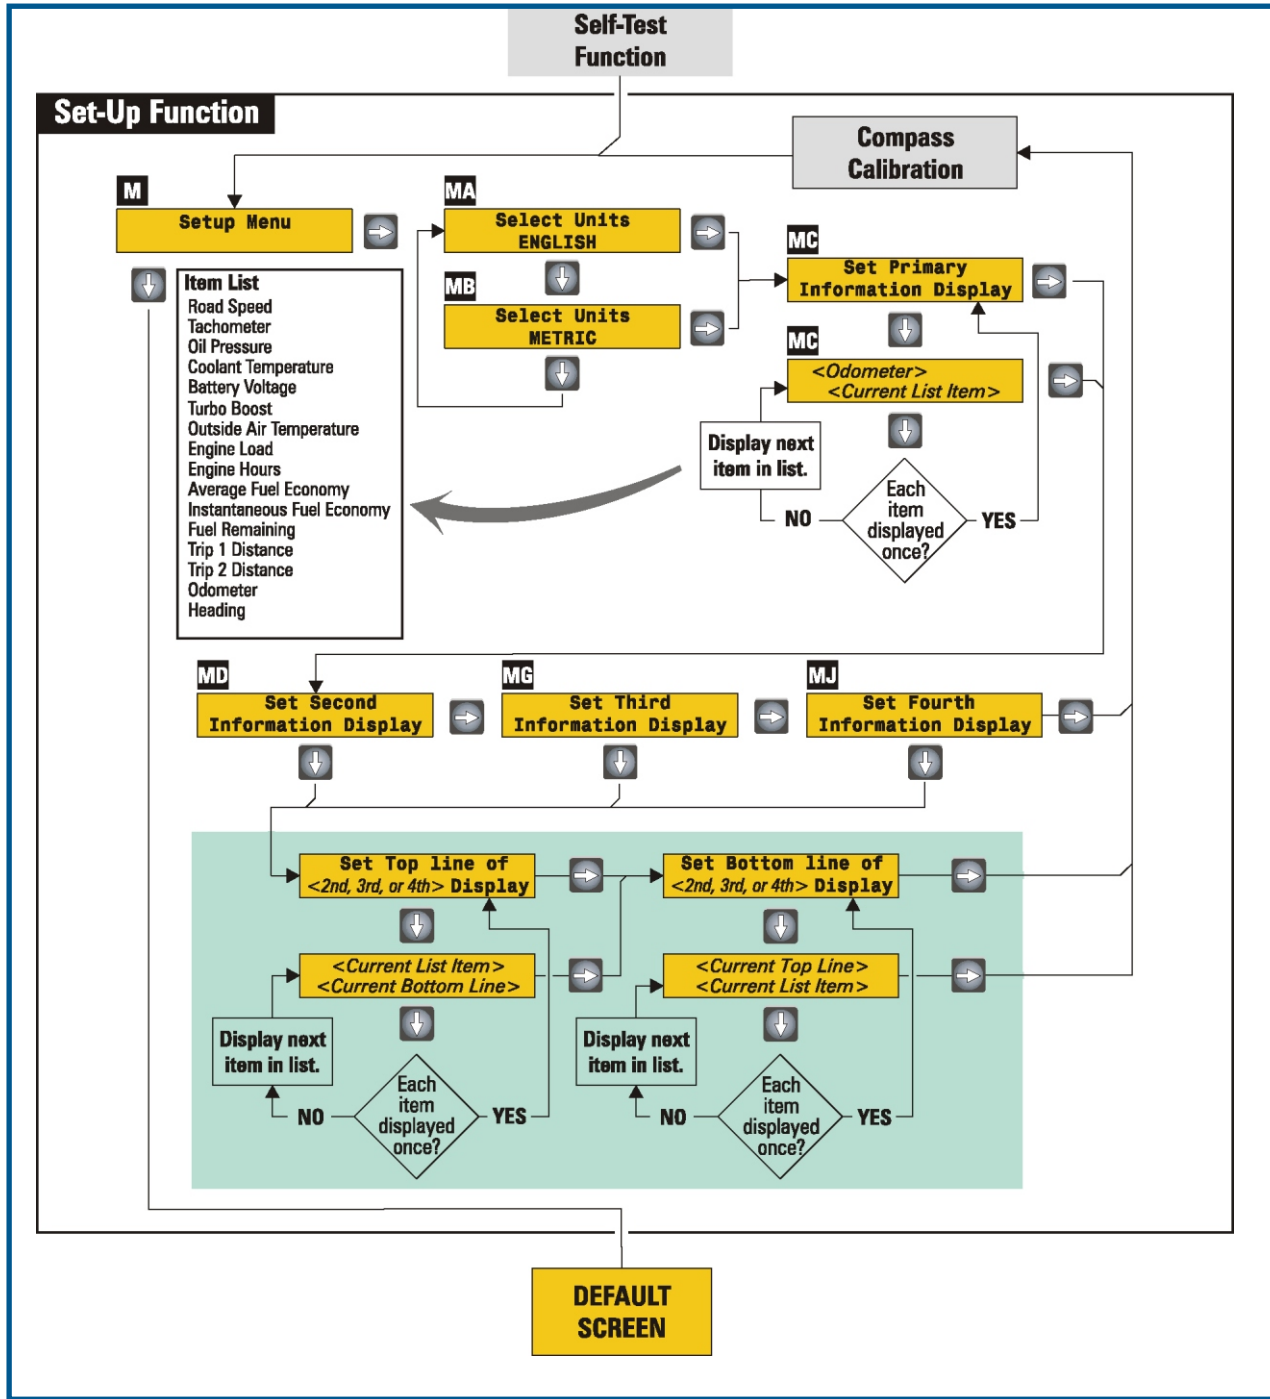 Self-Test
Function
Set-Up Function
Compass
Calibration
M
Setup Menu
MA
Select Units
ENGLISH
MB
Select Units
METRIC
MC
Set Primary
Information Display
MC
<Odometer>
<Current List Item>
Display next
item in list.
Each
item
displayed
once?
NO
YES
Item List
Road Speed
Tachometer
Oil Pressure
Coolant Temperature
Battery Voltage
Turbo Boost
Outside Air Temperature
Engine Load
Engine Hours
Average Fuel Economy
Instantaneous Fuel Economy
Fuel Remaining
Trip 1 Distance
Trip 2 Distance
Odometer
Heading
MD
Set Second
Information Display
MG
Set Third
Information Display
MJ
Set Fourth
Information Display
Set Top line of
<2nd, 3rd, or 4th> Display
Set Bottom line of
<2nd, 3rd, or 4th> Display
<Current List Item>
<Current Bottom Line>
<Current Top Line>
<Current List Item>
Display next
item in list.
Each
item
displayed
once?
NO
YES
Display next
item in list.
Each
item
displayed
once?
NO
YES
DEFAULT
SCREEN